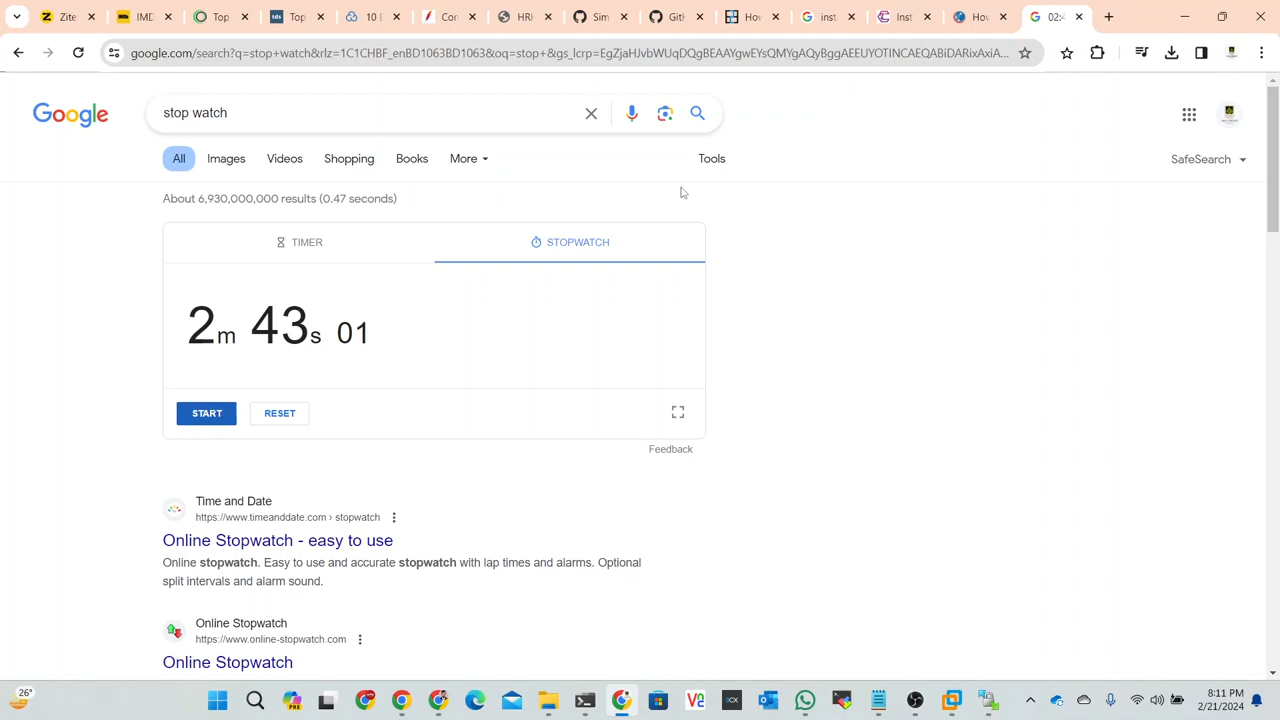 Zite
IMD
Top
Top
10 E
Con
HRI
Sim
Gitl
Hov
inst
Inst
How
02:4
google.com/search?q=stop+watch&rlz=1C1CHBF_enBD1063BD1063&oq=stop+&gs_lcrp=EgZjaHJvbWUqDQgBEAAYgwEYsQMYgAQyBggAEEUYOTINCAEQABiDARixAxiA...
Google
stop watch
All Images Videos Shopping Books More Tools
SafeSearch
About 6,930,000,000 results (0.47 seconds)
TIMER STOPWATCH
2m 43s 01
START RESET
Feedback
Time and Date
https://www.timeanddate.com › stopwatch
Online Stopwatch - easy to use
Online stopwatch. Easy to use and accurate stopwatch with lap times and alarms. Optional
split intervals and alarm sound.
Online Stopwatch
https://www.online-stopwatch.com
Online Stopwatch
26°
8:11 PM
2/21/2024